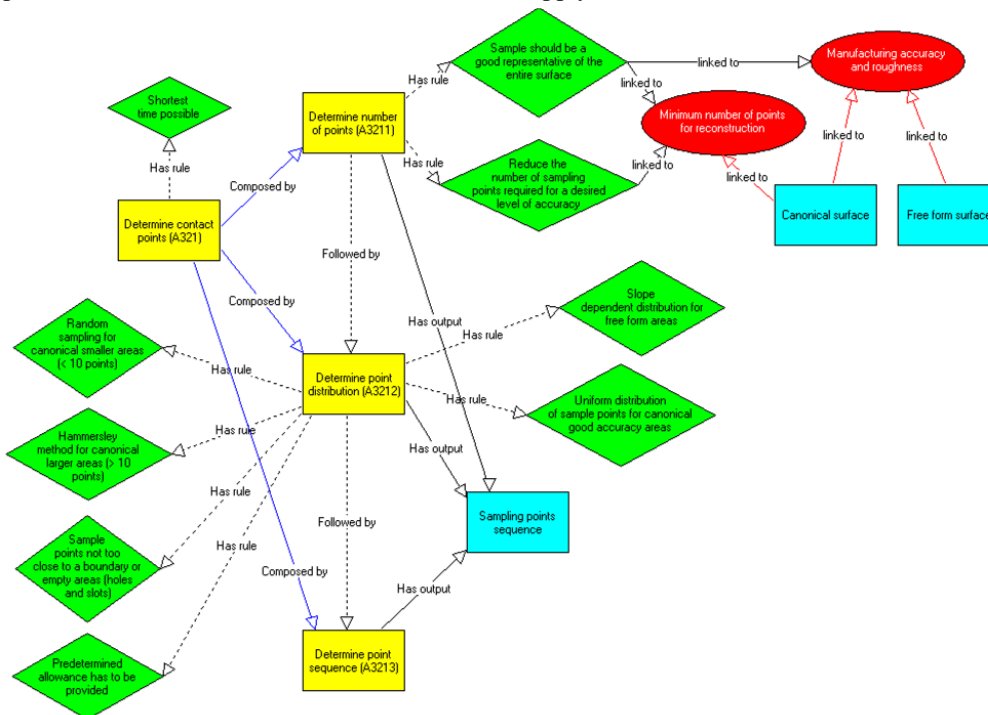 Sample should be a
good representative of the
entire surface
Has rule
linked to
Manufacturing accuracy
and roughness
Shortest
time possible
linked to
Determine number
of points (A3211)
Minimum number of points
for reconstruction
linked to
linked to
Has rule
Has rule
Reduce the
number of sampling
points required for a desired
level of accuracy
linked to
linked to
Composed by
Determine contact
points (A321)
Canonical surface
Free form surface
Followed by
Composed by
Slope
dependent distribution for
free form areas
Has output
Has rule
Random
sampling for
canonical smaller areas
(< 10 points)
Has rule
Determine point
distribution (A3212)
Has rule
Uniform distribution
of sample points for canonical
good accuracy areas
Hammersley
method for canonical
larger areas (> 10
points)
Has rule
Has output
Has rule
Sampling points
sequence
Followed by
Has rule
Sample
points not too
close to a boundary or
empty areas (holes
and slots)
Composed by
Has output
Determine point
sequence (A3213)
Predetermined
allowance has to be
provided